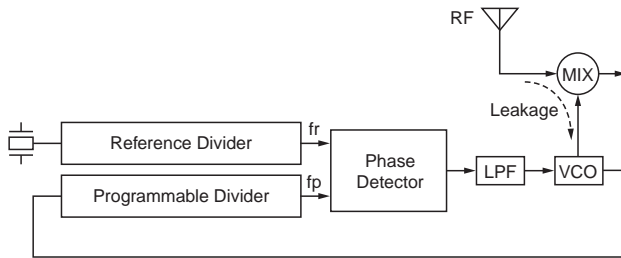 RF
MIX
Leakage
Reference Divider
fr
Programmable Divider
fp
Phase
Detector
LPF
VCO